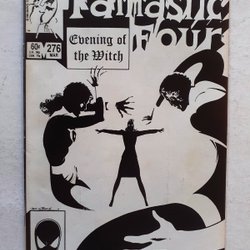 Fantastic
Four
60¢ 276
MAR
Evening of
the Witch